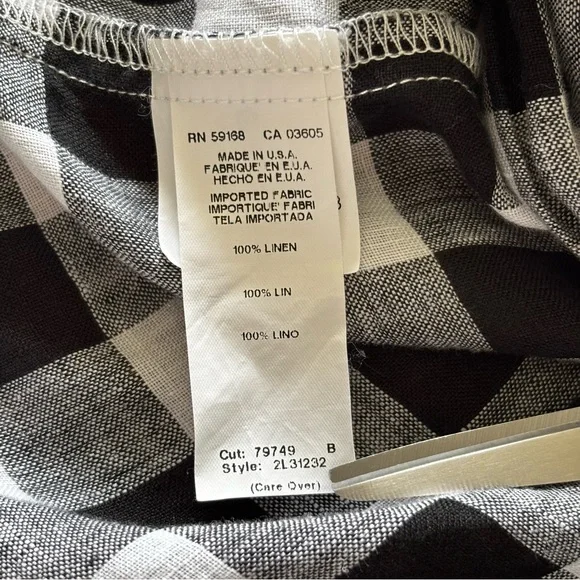 RN 59168 CA 03605
MADE IN U.S.A.
FABRIQUE' EN E.U.A.
HECHO EN E.U.A.
IMPORTED FABRIC
IMPORTIQUE' FABRI
TELA IMPORTADA
100% LINEN
100% LIN
100% LINO
Cut: 79749 B
Style: 2L31232
(Care Over)